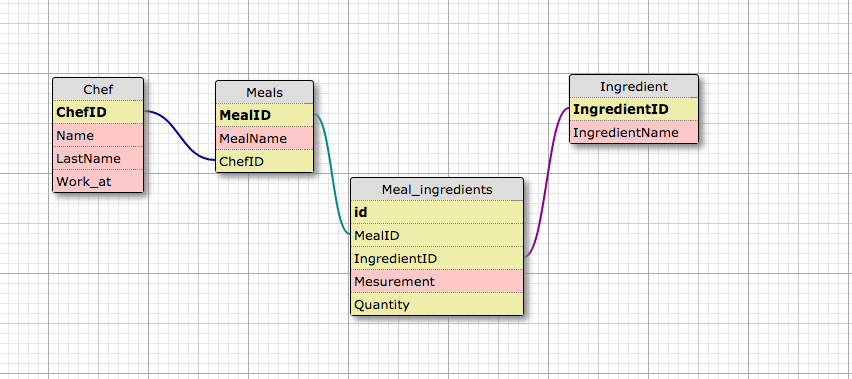 Chef
ChefID
Name
LastName
Work_at
Meals
MealID
MealName
ChefID
Meal_ingredients
id
MealID
IngredientID
Mesurement
Quantity
Ingredient
IngredientID
IngredientName